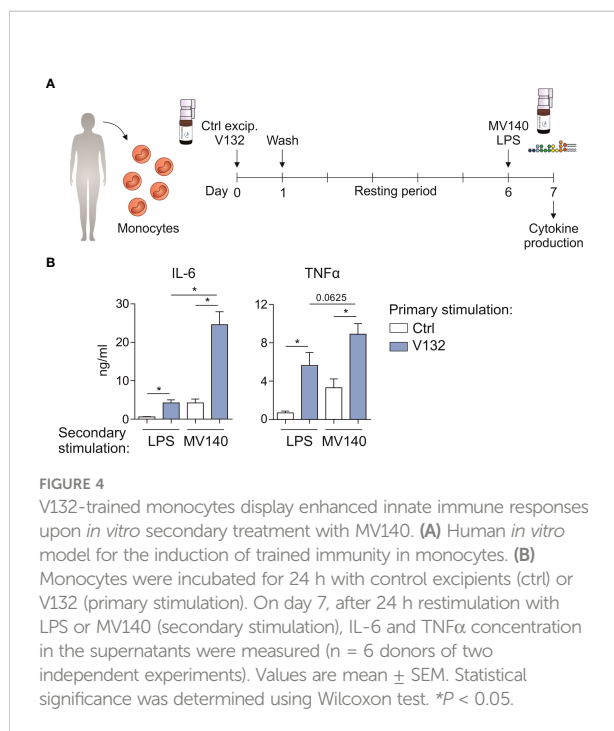 A
Ctrl excip.
V132
Wash
MV140
LPS
Day 0 1 Resting period 6 7
Monocytes
Cytokine
production
B
IL-6
TNFα
0.0625
*
*
*
*
*
Primary stimulation:
Ctrl
V132
ng/ml
30
20
10
0
12
8
4
0
Secondary
stimulation:
LPS MV140
LPS MV140
FIGURE 4
V132-trained monocytes display enhanced innate immune responses
upon in vitro secondary treatment with MV140. (A) Human in vitro
model for the induction of trained immunity in monocytes. (B)
Monocytes were incubated for 24 h with control excipients (ctrl) or
V132 (primary stimulation). On day 7, after 24 h restimulation with
LPS or MV140 (secondary stimulation), IL-6 and TNFα concentration
in the supernatants were measured (n = 6 donors of two
independent experiments). Values are mean ± SEM. Statistical
significance was determined using Wilcoxon test. *P < 0.05.